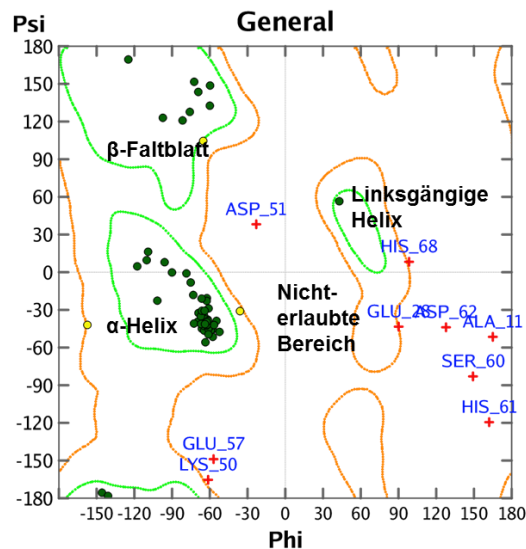 General
Psi
180
150
120
90
60
30
0
-30
-60
-90
-120
-150
-180
β-Faltblatt
Linksgängige
Helix
ASP_51
HIS_68
α-Helix
Nicht-
erlaubte
Bereich
GLU_28
ASP_62
ALA_11
SER_60
HIS_61
GLU_57
LYS_50
-150 -120 -90 -60 -30 0 30 60 90 120 150 180
Phi